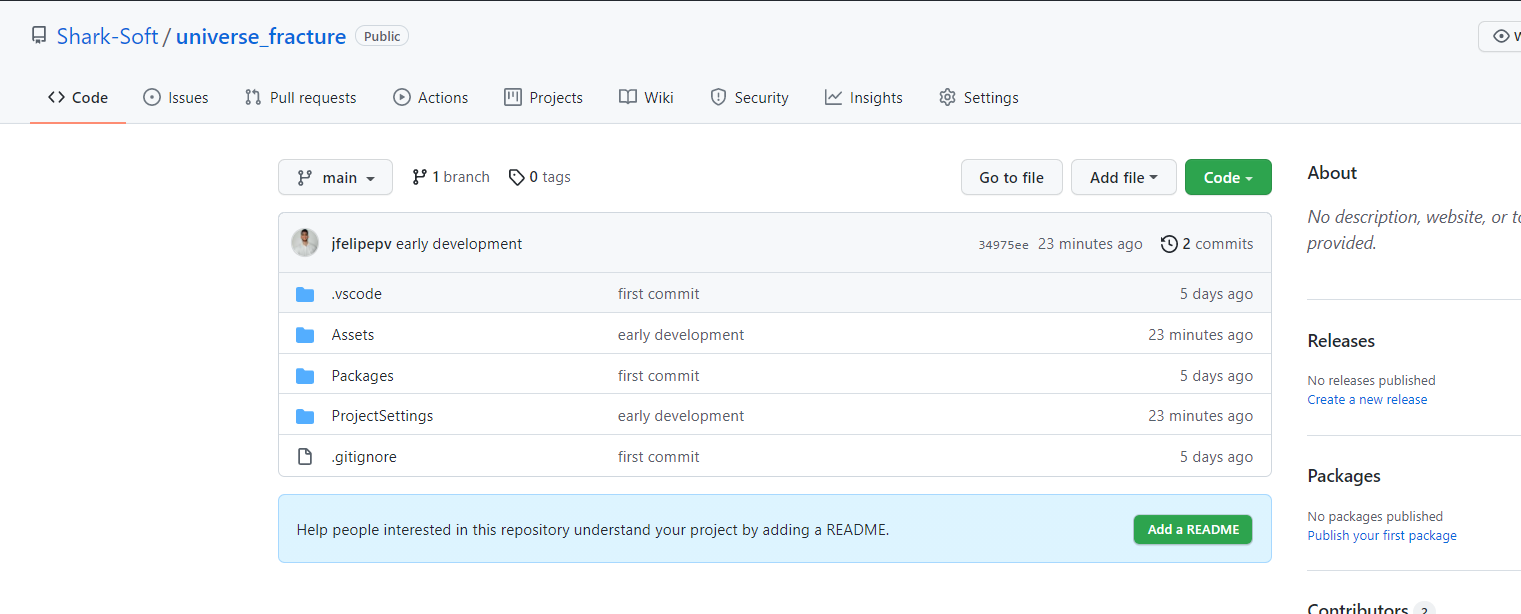 Shark-Soft / universe_fracture Public
Code Issues Pull requests Actions Projects Wiki Security Insights Settings
main 1 branch 0 tags Go to file Add file Code
jfelipepv early development 34975ee 23 minutes ago 2 commits
.vscode first commit 5 days ago
Assets early development 23 minutes ago
Packages first commit 5 days ago
ProjectSettings early development 23 minutes ago
.gitignore first commit 5 days ago
Help people interested in this repository understand your project by adding a README. Add a README
About
No description, website, or
provided.
Releases
No releases published
Create a new release
Packages
No packages published
Publish your first package
Contributors 2